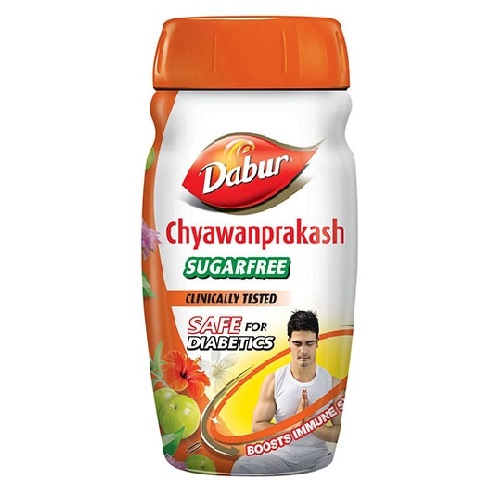 Dabur
Chyawanprakash
SUGARFREE
CLINICALLY TESTED
SAFE FOR
DIABETICS
BOOSTS IMMUNE